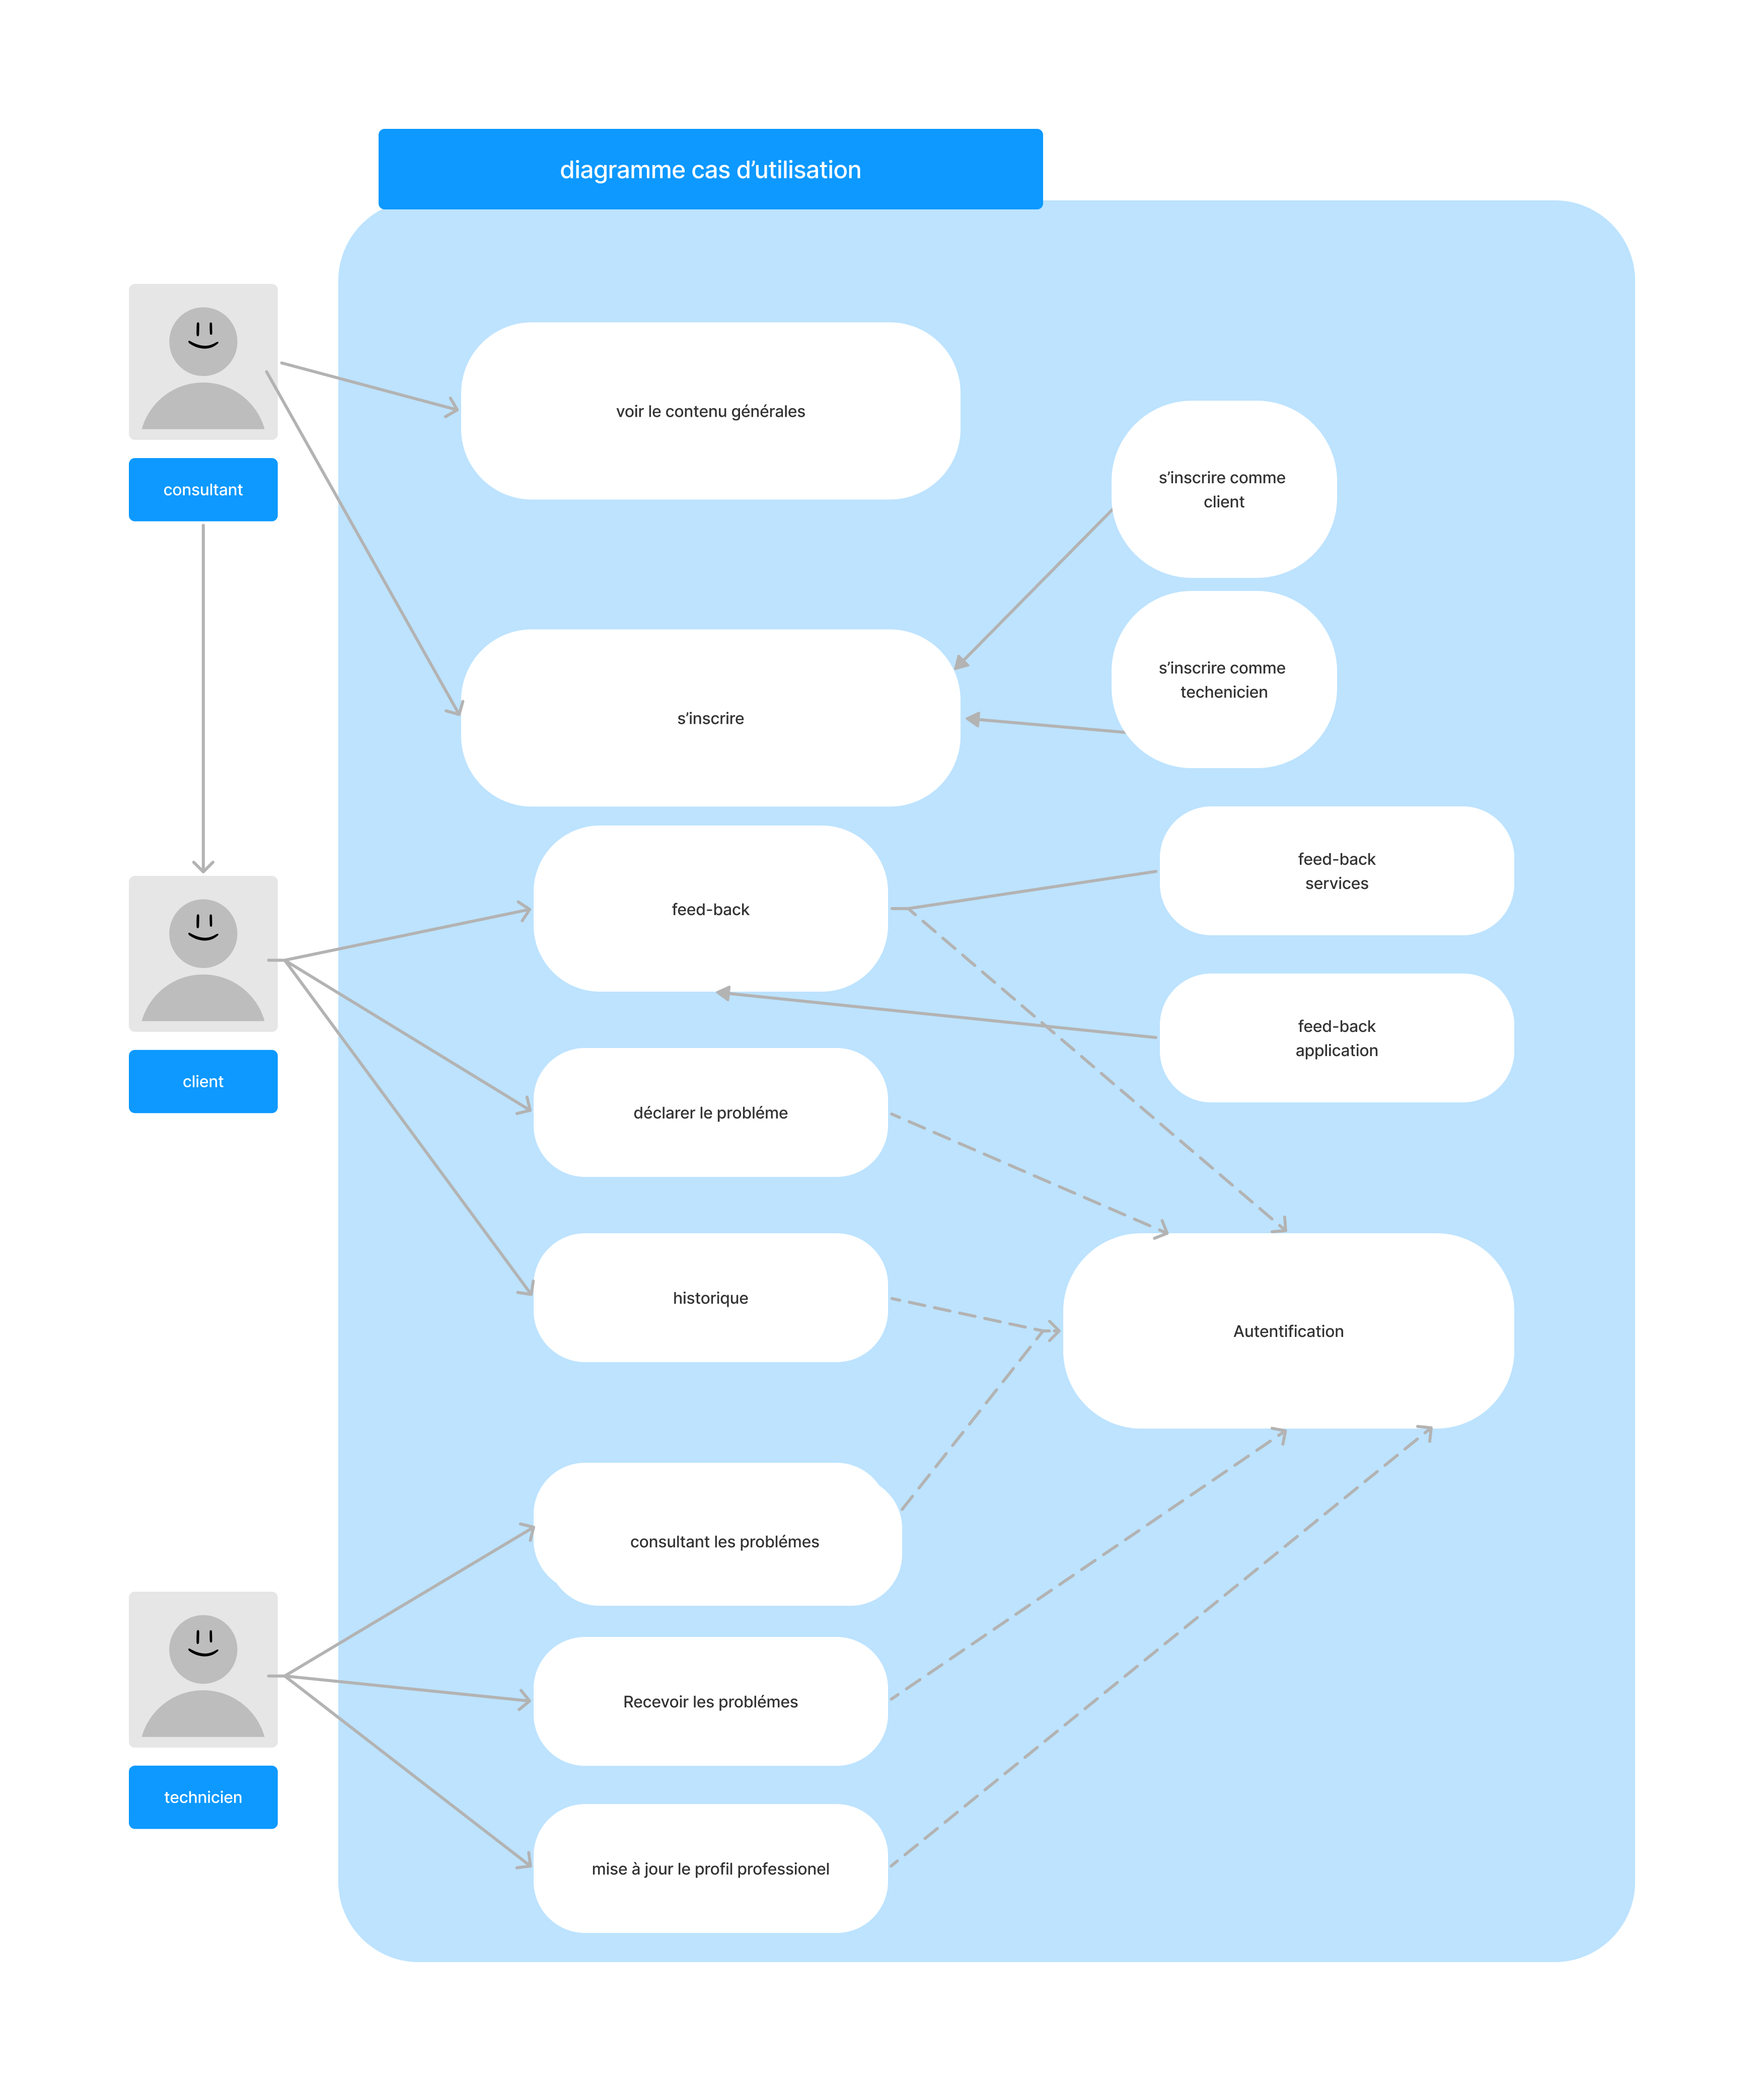 diagramme cas d’utilisation
voir le contenu générales
s’inscrire comme
client
consultant
s’inscrire comme
techenicien
s’inscrire
feed-back
services
feed-back
feed-back
application
client
déclarer le probléme
historique
Autentification
consultant les problémes
Recevoir les problémes
technicien
mise à jour le profil professionel